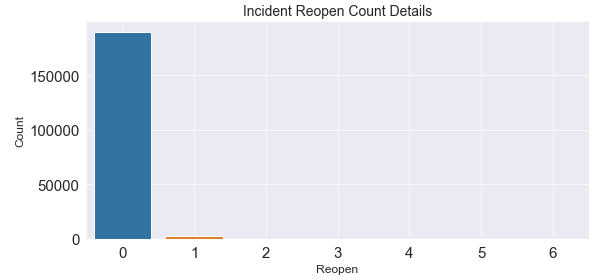 Incident Reopen Count Details
150000
100000
50000
0
Count
0 1 2 3 4 5 6
Reopen